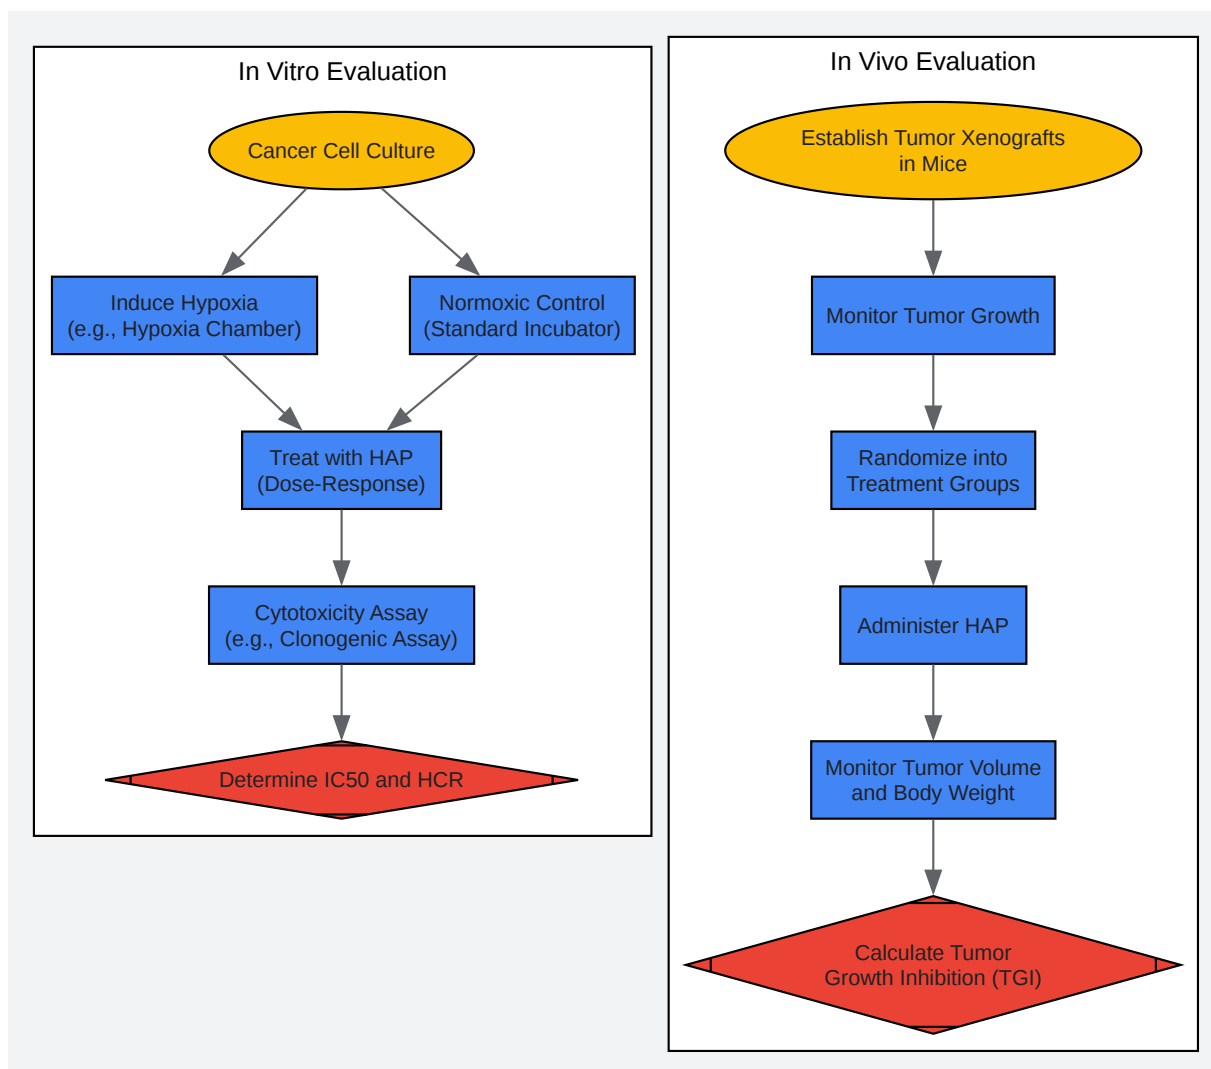 In Vitro Evaluation
Cancer Cell Culture
Induce Hypoxia
(e.g., Hypoxia Chamber)
Normoxic Control
(Standard Incubator)
Treat with HAP
(Dose-Response)
Cytotoxicity Assay
(e.g., Clonogenic Assay)
Determine IC50 and HCR
In Vivo Evaluation
Establish Tumor Xenografts
in Mice
Monitor Tumor Growth
Randomize into
Treatment Groups
Administer HAP
Monitor Tumor Volume
and Body Weight
Calculate Tumor
Growth Inhibition (TGI)